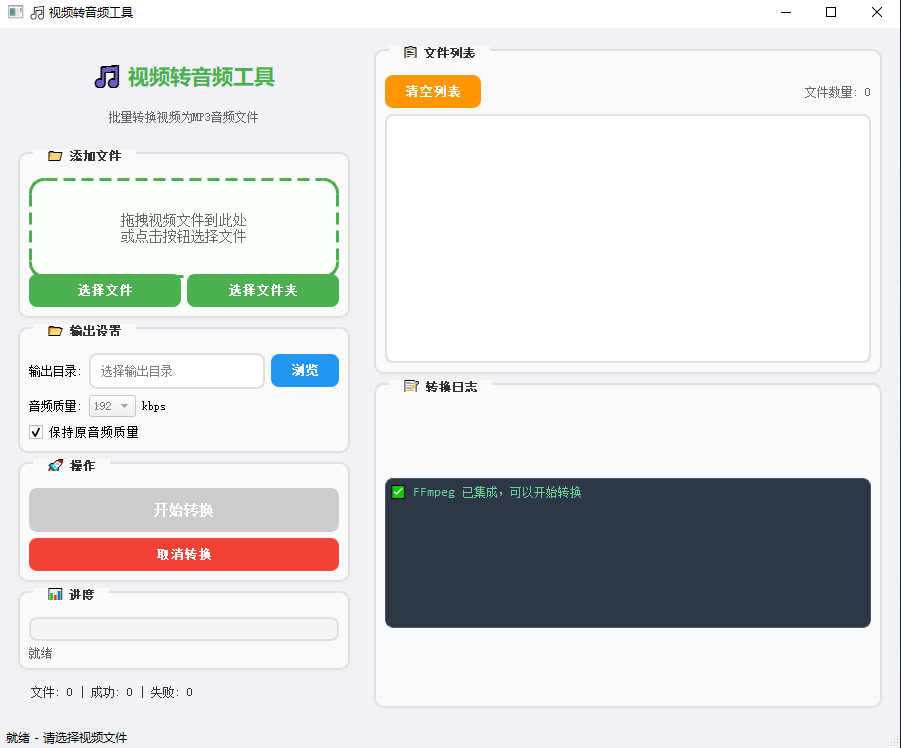 视频转音频工具
视频转音频工具
批量转换视频为MP3音频文件
添加文件
拖拽视频文件到此处
或点击按钮选择文件
选择文件 选择文件夹
输出设置
输出目录: 选择输出目录 浏览
音频质量: 192 kbps
保持原音频质量
操作
开始转换
取消转换
进度
就绪
文件: 0 | 成功: 0 | 失败: 0
文件列表
清空列表 文件数量: 0
转换日志
FFmpeg 已集成，可以开始转换
就绪 - 请选择视频文件